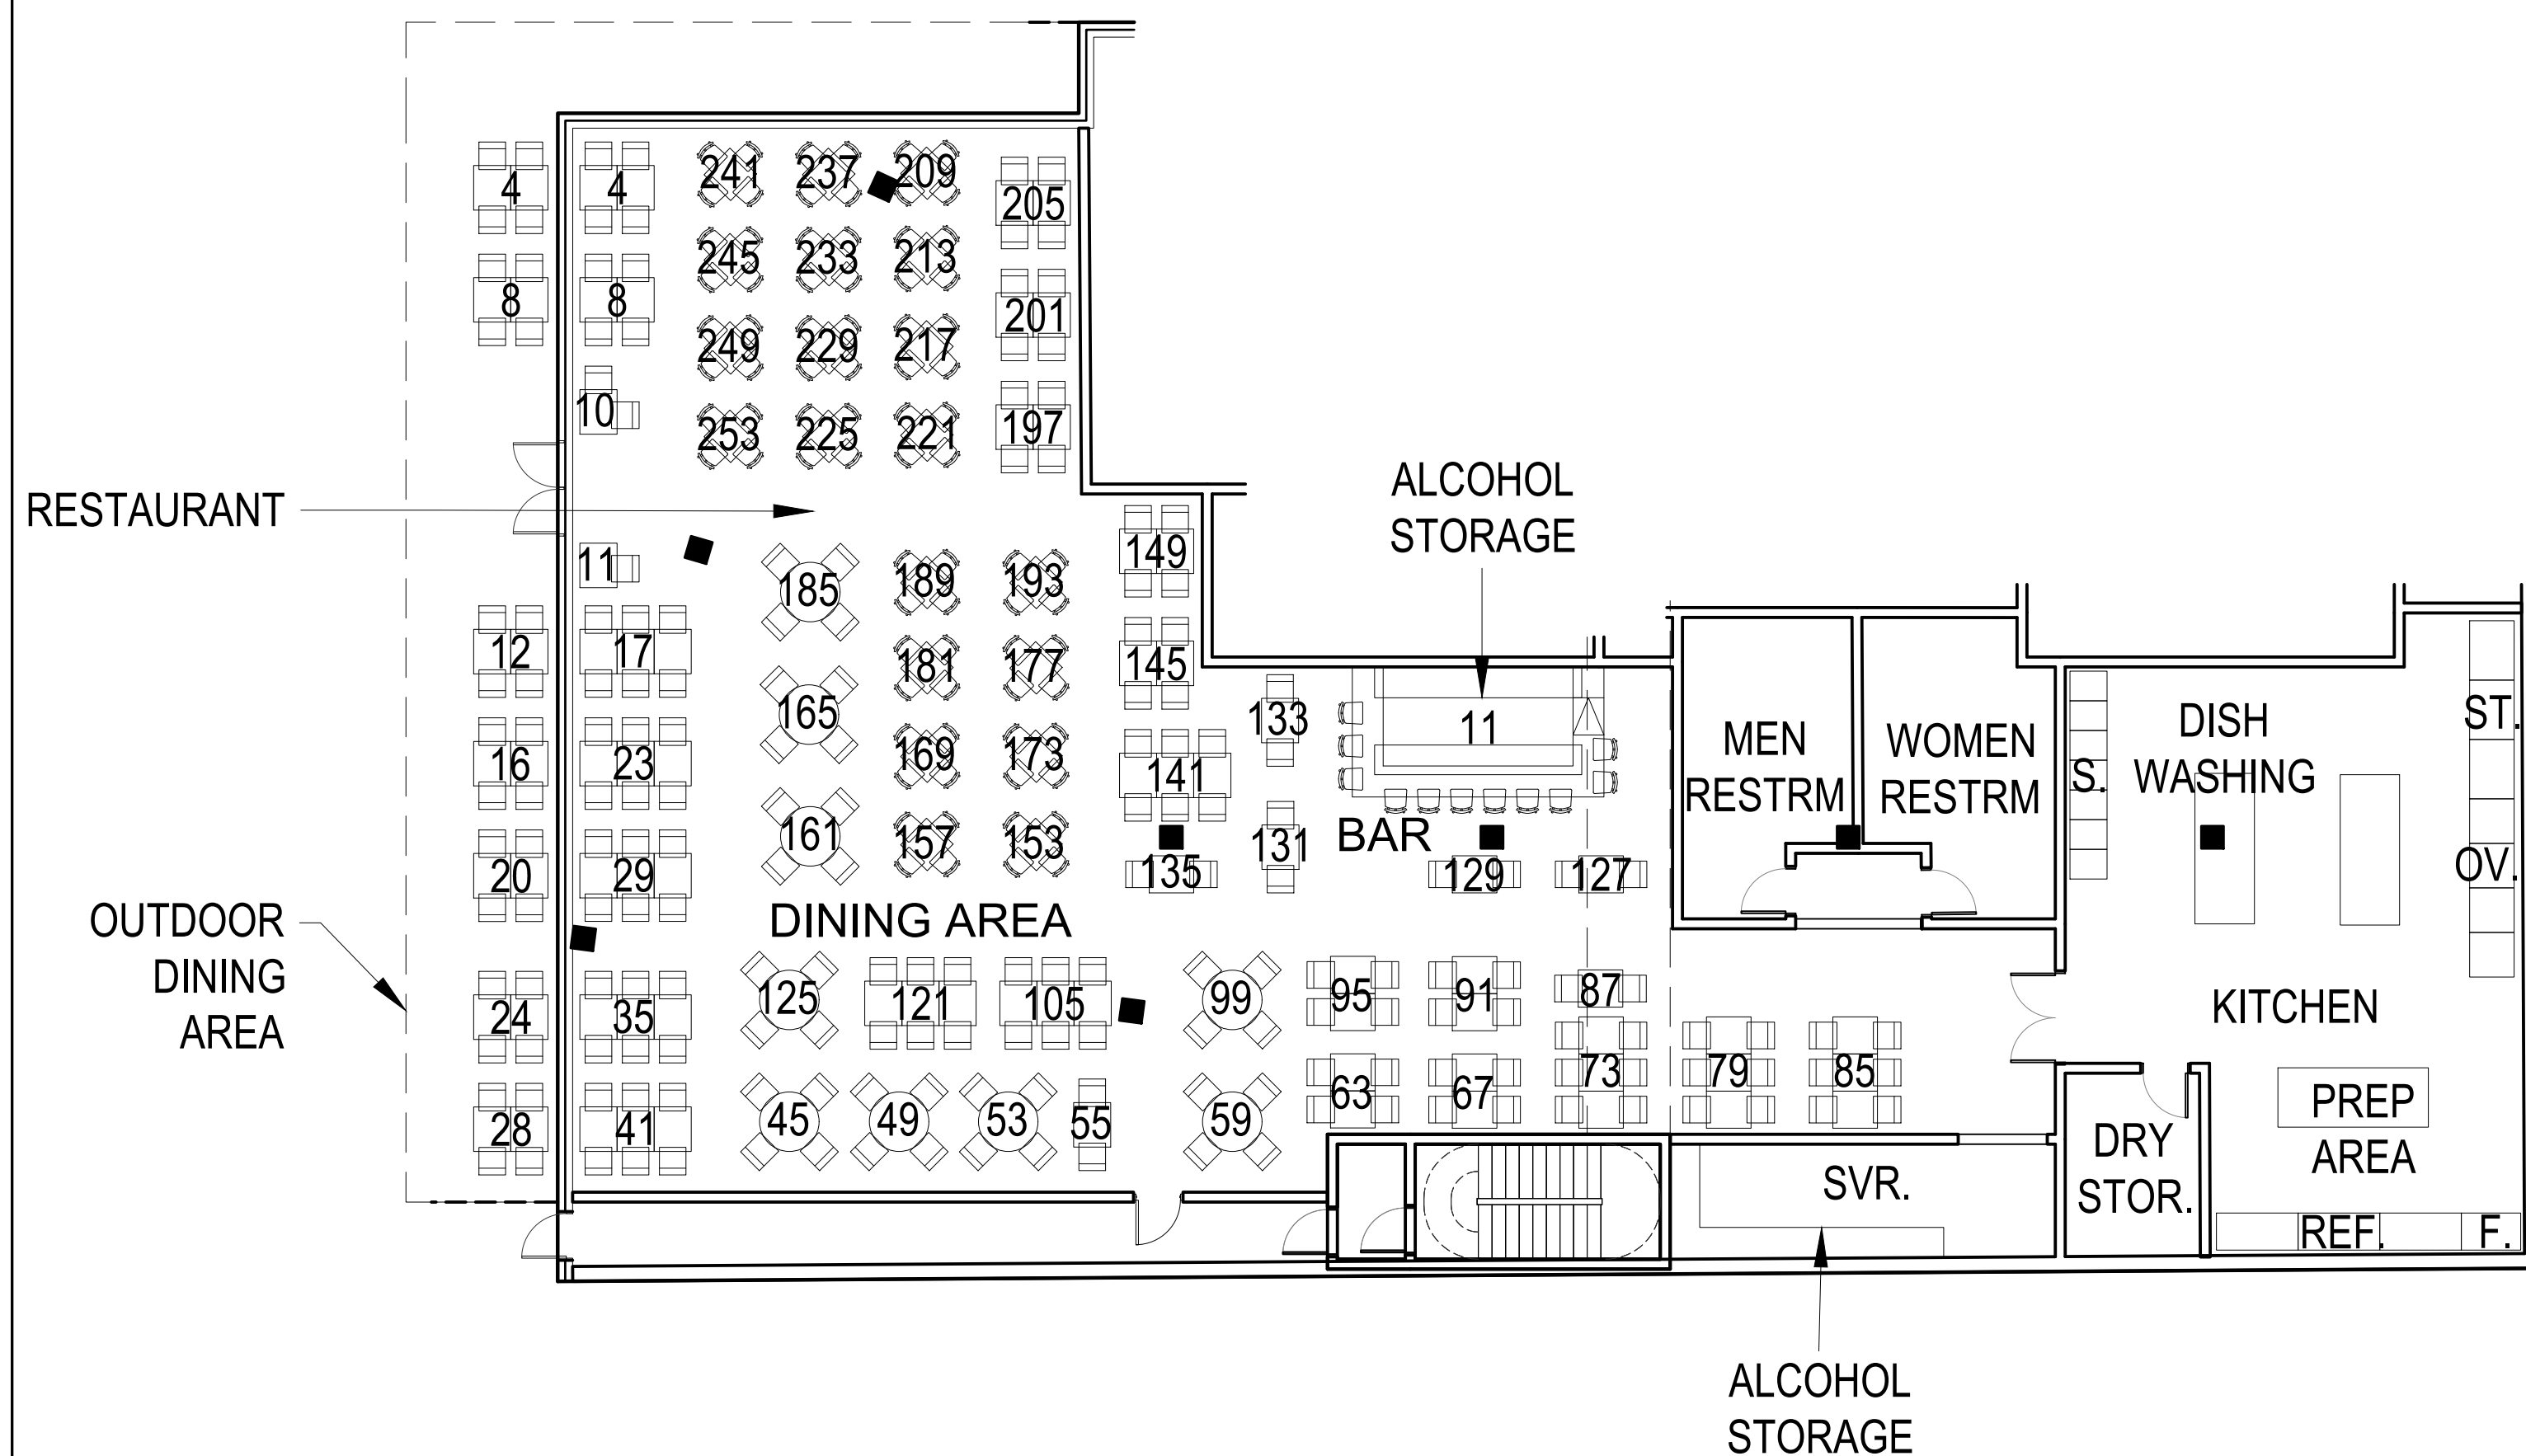 4 4 241 237 209 205
8 8 245 233 213 201
249 229 217
10 253 225 221 197
ALCOHOL
STORAGE
RESTAURANT
11 185 189 193 149
12 17 181 177 145
165 133 11
16 23 169 173 141
MEN
RESTRM
WOMEN
RESTRM
S.
DISH
WASHING
ST.
OV.
161 157 153 131 BAR
20 29 135 129 127
OUTDOOR
DINING
AREA
DINING AREA
24 35 125 121 105 99 95 91 87
KITCHEN
28 41 45 49 53 55 59 63 67 73 79 85
PREP
AREA
DRY
STOR.
SVR.
REF. F.
ALCOHOL
STORAGE